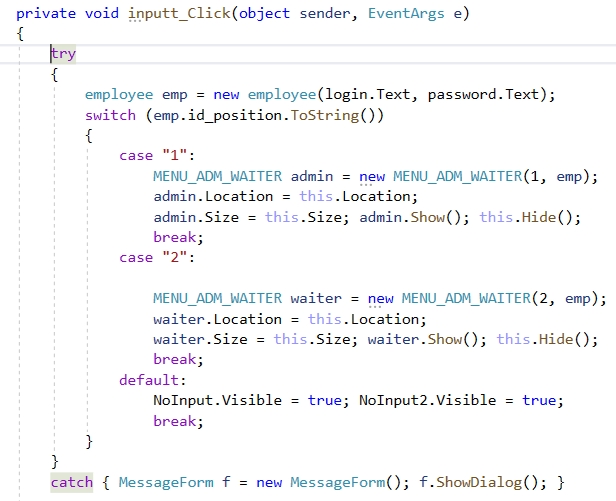 private void inputt_Click(object sender, EventArgs e)
{
try
{
employee emp = new employee(login.Text, password.Text);
switch (emp.id_position.ToString())
{
case "1":
MENU_ADM_WAITER admin = new MENU_ADM_WAITER(1, emp);
admin.Location = this.Location;
admin.Size = this.Size; admin.Show(); this.Hide();
break;
case "2":
MENU_ADM_WAITER waiter = new MENU_ADM_WAITER(2, emp);
waiter.Location = this.Location;
waiter.Size = this.Size; waiter.Show(); this.Hide();
break;
default:
NoInput.Visible = true; NoInput2.Visible = true;
break;
}
}
catch { MessageForm f = new MessageForm(); f.ShowDialog(); }